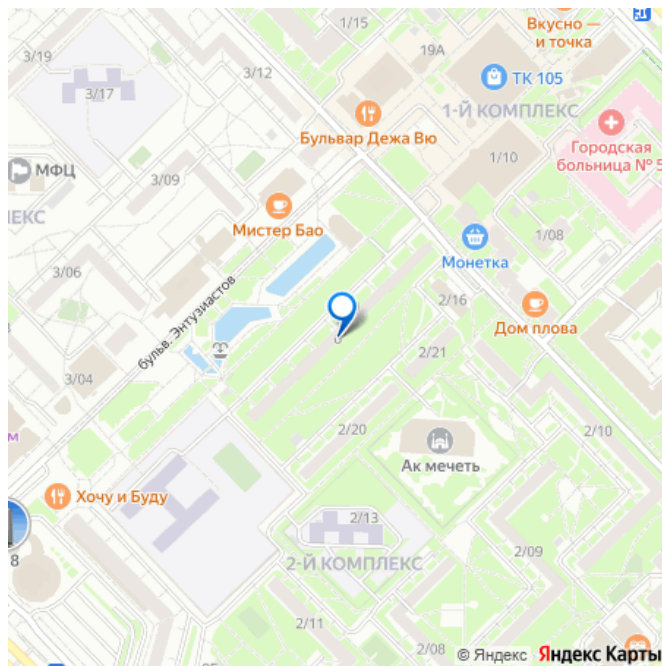 1/15
Вкусно —
и точка
3/19
19А
3/12
ТК 105
3/17
1-Й КОМПЛЕКС
Бульвар Дежа Вю
Городская
больница № 5
1/10
МФЦ
3/09
ЛЕКС
Мистер Бао
1/08
Монетка
3/06
2/16
бульв. Энтузиастов
Дом плова
2/21
3/04
2/20
2/10
Ак мечеть
м
Хочу и Буду
2/13
2/09
8
2-Й КОМПЛЕКС
2/11
2/08
© Яндекс Яндекс Карты